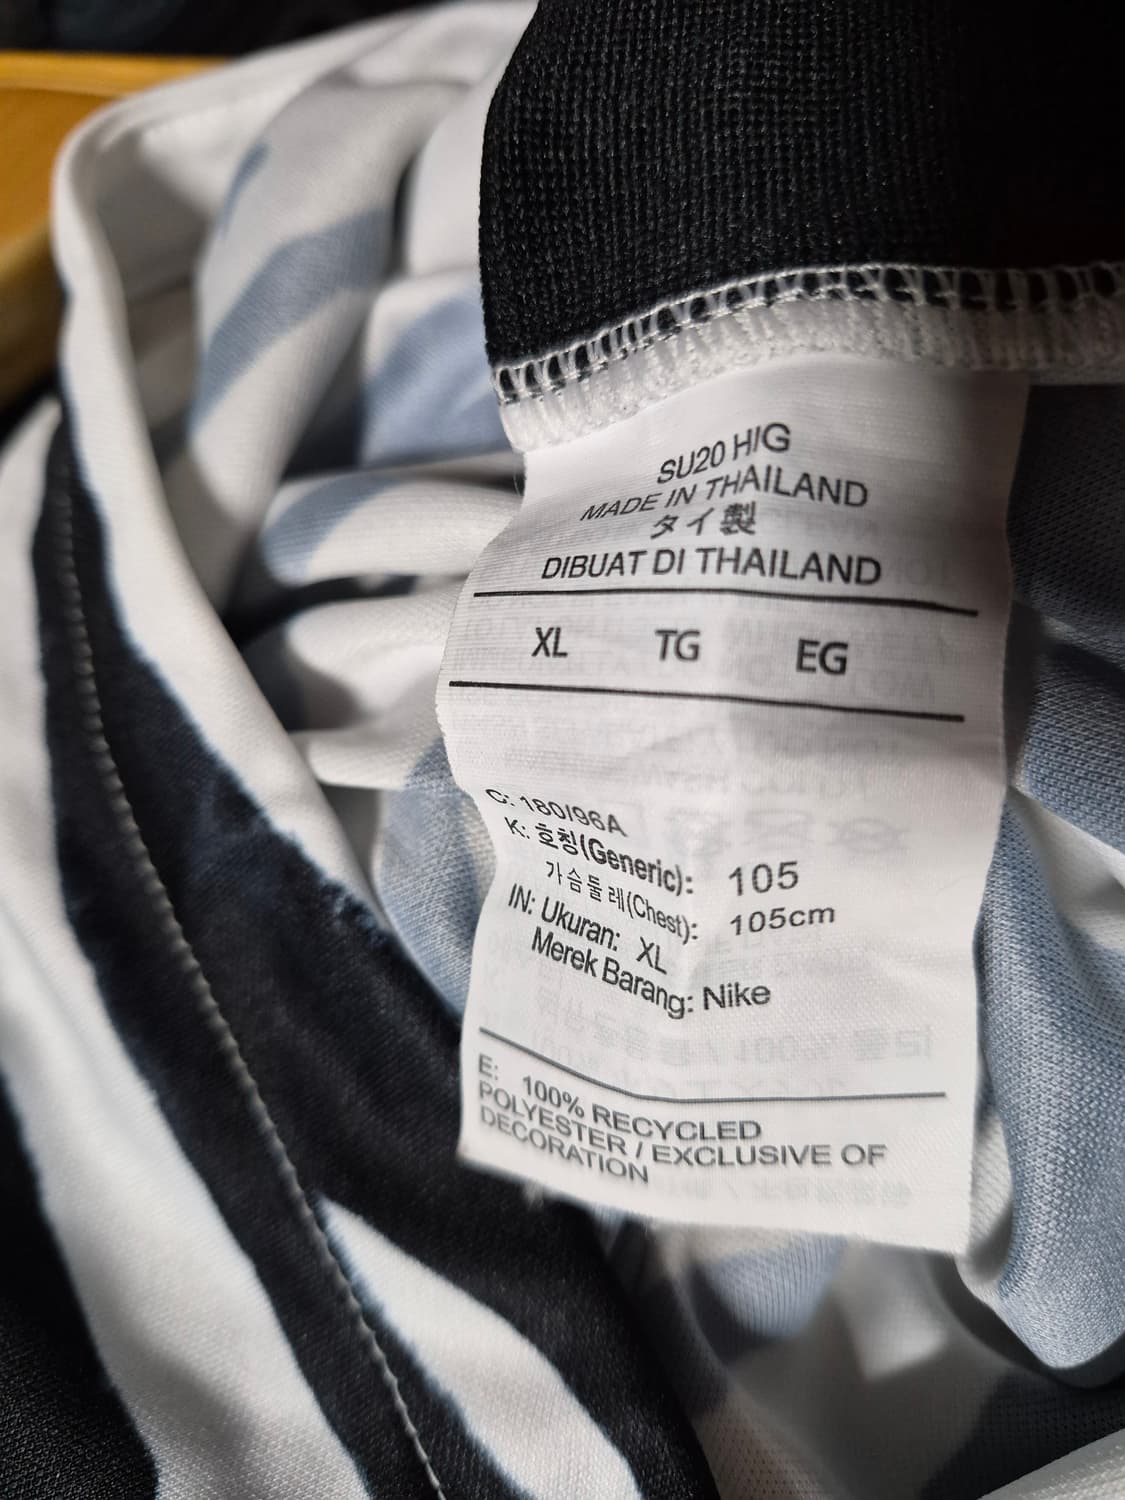 SU20 HIG
MADE IN THAILAND
タイ製
DIBUAT DI THAILAND
XL TG EG
C: 180/96A
K: 호칭(Generic): 105
가슴둘레(Chest): 105cm
IN: Ukuran: XL
Merek Barang: Nike
E: 100% RECYCLED
POLYESTER / EXCLUSIVE OF
DECORATION